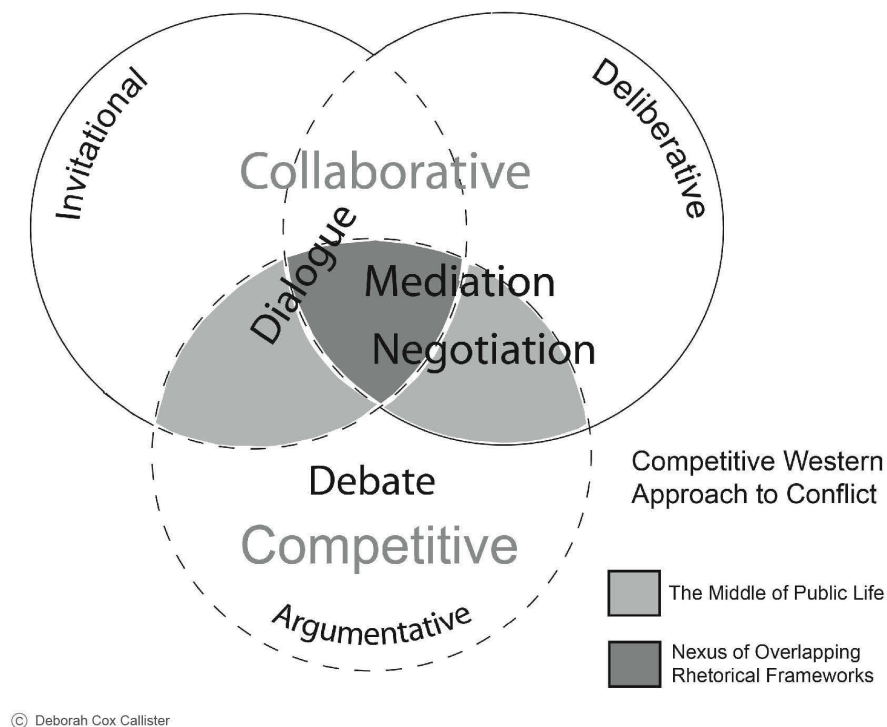 Invitational
Deliberative
Collaborative
Dialogue
Mediation
Negotiation
Debate
Competitive
Argumentative
Competitive Western
Approach to Conflict
The Middle of Public Life
Nexus of Overlapping
Rhetorical Frameworks
© Deborah Cox Callister